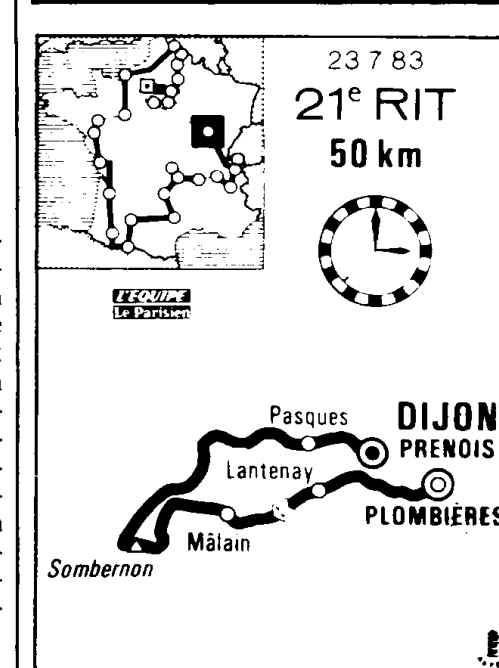 23 7 83
21e RIT
50 km
L'EQUIPE
Le Parisien
Pasques
DIJON
PRENOIS
Lantenay
PLOMBIÈRES
Mâlain
Sombernon